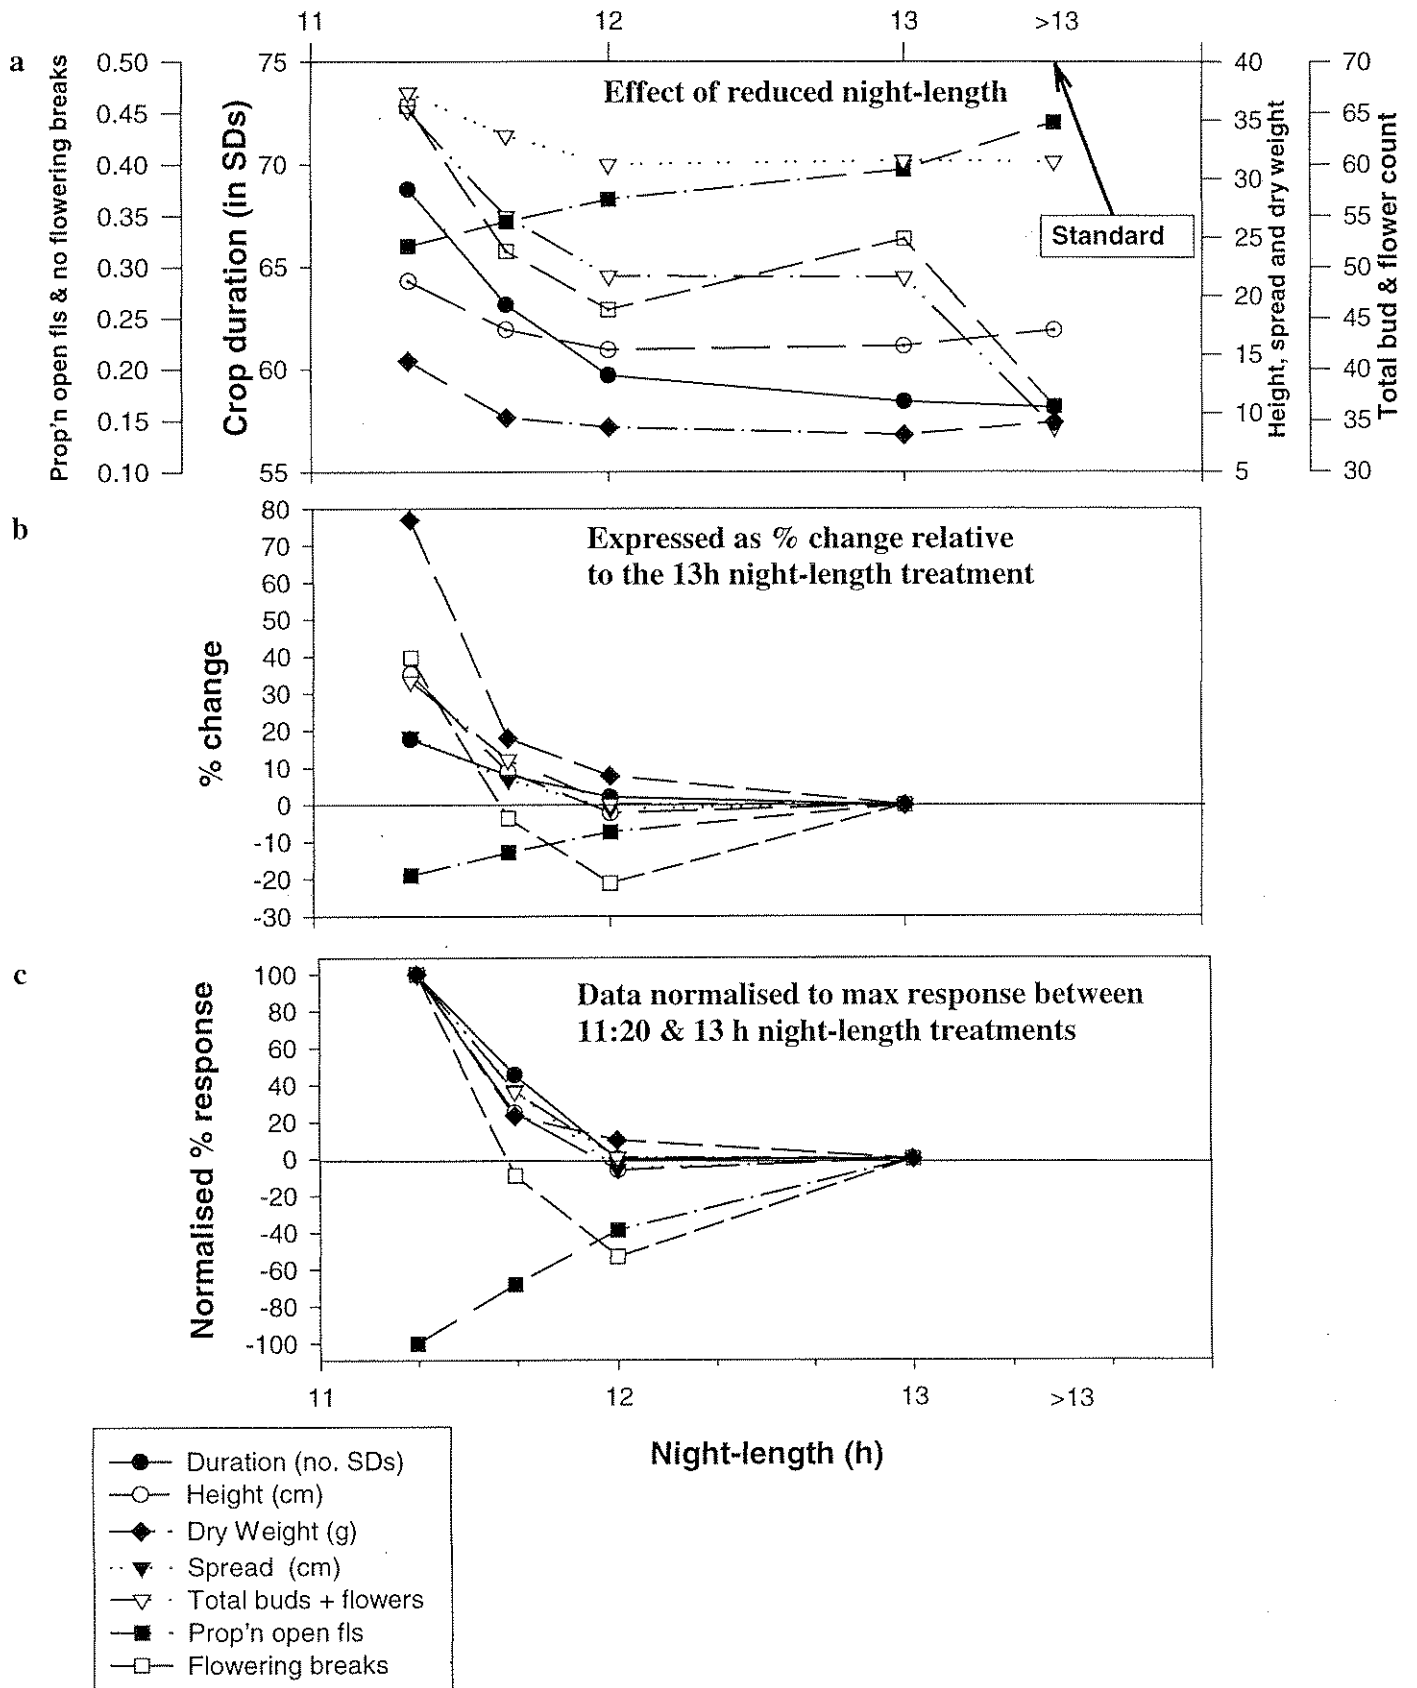 11 12 13 >13
a
Prop'n open fls & no flowering breaks
0.50
0.45
0.40
0.35
0.30
0.25
0.20
0.15
0.10
Crop duration (in SDs)
75
70
65
60
55
Effect of reduced night-length
Standard
40
35
30
25
20
15
10
5
Height, spread and dry weight
70
65
60
55
50
45
40
35
30
Total bud & flower count
b
% change
80
70
60
50
40
30
20
10
0
-10
-20
-30
Expressed as % change relative
to the 13h night-length treatment
c
Normalised % response
100
80
60
40
20
0
-20
-40
-60
-80
-100
Data normalised to max response between
11:20 & 13 h night-length treatments
11 12 13 >13
Night-length (h)
Duration (no. SDs)
Height (cm)
Dry Weight (g)
Spread (cm)
Total buds + flowers
Prop'n open fls
Flowering breaks